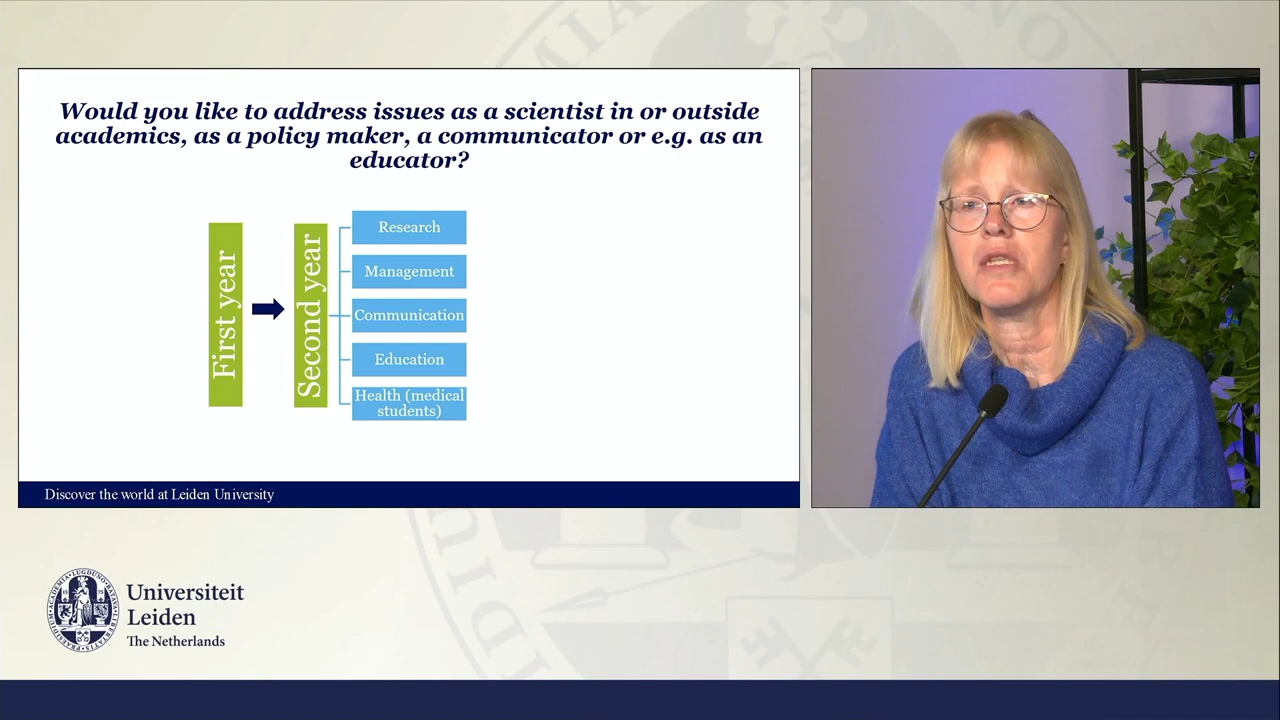 Would you like to address issues as a scientist in or outside
academics, as a policy maker, a communicator or e.g. as an
educator?
First year
Second year
Research
Management
Communication
Education
Health (medical
students)
Discover the world at Leiden University
Universiteit
Leiden
The Netherlands